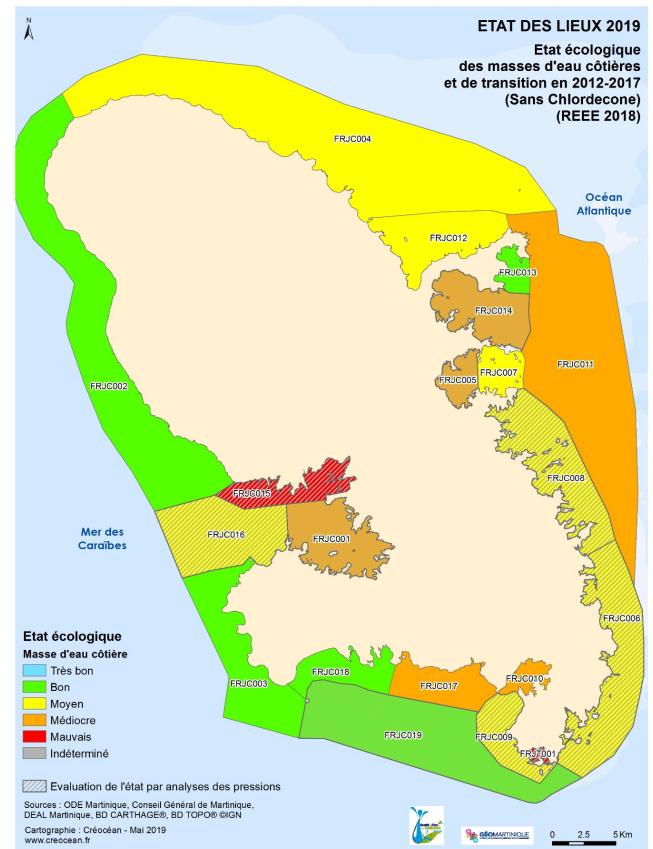 N
ETAT DES LIEUX 2019
Etat écologique
des masses d'eau côtières
et de transition en 2012-2017
(Sans Chlordecone)
(REEE 2018)
FRJC004
Océan
Atlantique
FRJC012
FRJC013
FRJC014
FRJC011
FRJC007
FRJC005
FRJC002
FRJC008
FRJC015
FRJC016
FRJC001
Mer des
Caraïbes
FRJC006
FRJC018
FRJC010
FRJC003
FRJC017
FRJC019
FRJC009
FRJT001
Etat écologique
Masse d'eau côtière
Très bon
Bon
Moyen
Médiocre
Mauvais
Indéterminé
Evaluation de l'état par analyses des pressions
Sources : ODE Martinique, Conseil Général de Martinique,
DEAL Martinique, BD CARTHAGE®, BD TOPO® ©IGN
Cartographie : Créocéan - Mai 2019
www.creocean.fr
GÉOMARTINIQUE
0 2.5 5 Km